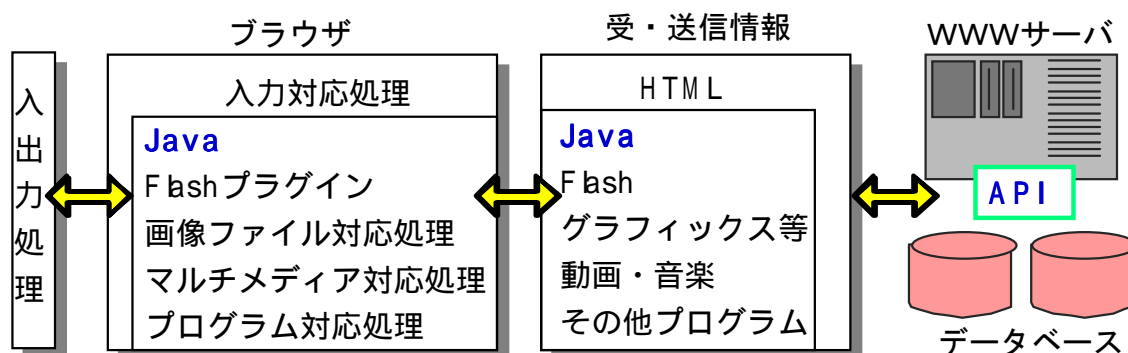 入出力処理
ブラウザ
入力対応処理
Java
Flashプラグイン
画像ファイル対応処理
マルチメディア対応処理
プログラム対応処理
受・送信情報
HTML
Java
Flash
グラフィックス等
動画・音楽
その他プログラム
WWWサーバ
API
データベース